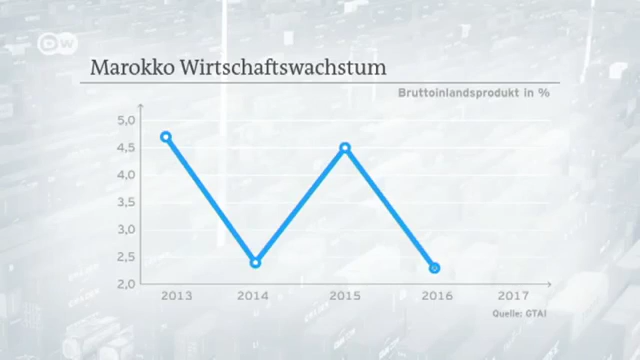 DW
Marokko Wirtschaftswachstum
Bruttoinlandsprodukt in %
5,0
4,5
4,0
3,5
3,0
2,5
2,0
2013 2014 2015 2016 2017
Quelle: GTAI